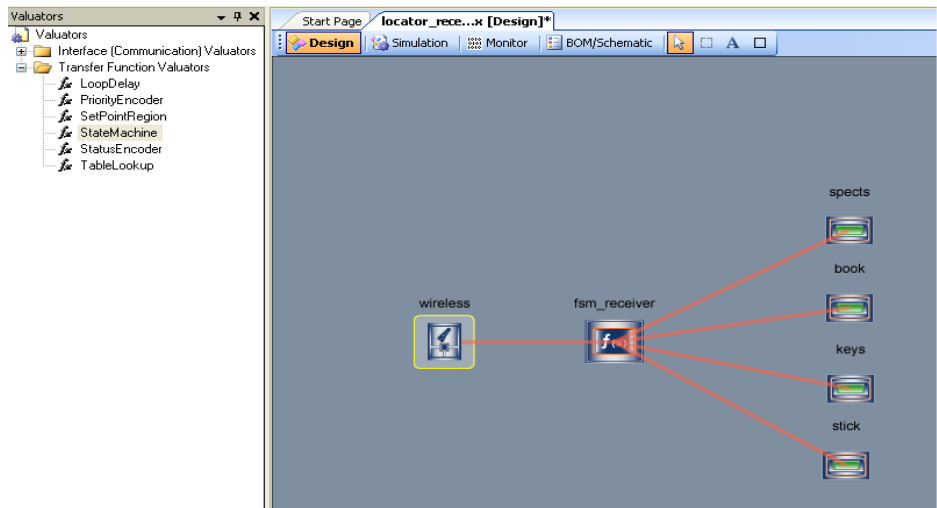 Valuators
Valuators
Interface (Communication) Valuators
Transfer Function Valuators
LoopDelay
PriorityEncoder
SetPointRegion
StateMachine
StatusEncoder
TableLookup
Start Page
locator_rece...x [Design]*
Design
Simulation
Monitor
BOM/Schematic
A
spects
book
wireless
fsm_receiver
f(x)
keys
stick